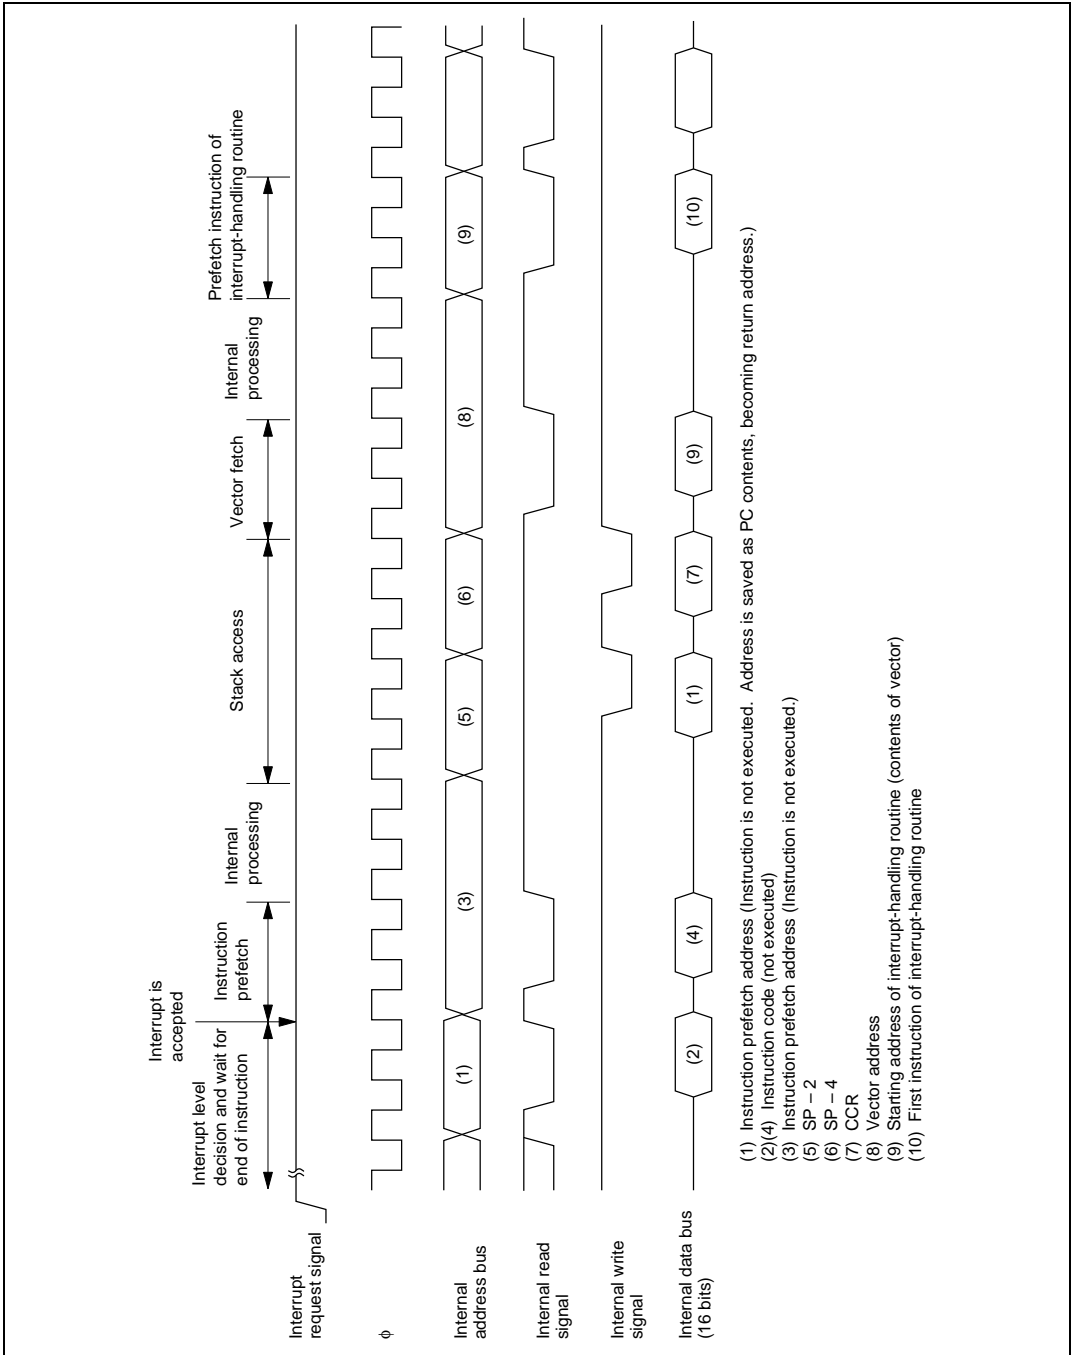 Interrupt is
accepted
Interrupt level
decision and wait for
end of instruction
Instruction
prefetch
Internal
processing
Stack access
Vector fetch
Internal
processing
Prefetch instruction of
interrupt-handling routine
Interrupt
request signal
φ
Internal
address bus
(1)
(3)
(5)
(6)
(8)
(9)
Internal read
signal
Internal write
signal
Internal data bus
(16 bits)
(2)
(4)
(1)
(7)
(9)
(10)
(1) Instruction prefetch address (Instruction is not executed. Address is saved as PC contents, becoming return address.)
(2)(4) Instruction code (not executed)
(3) Instruction prefetch address (Instruction is not executed.)
(5) SP – 2
(6) SP – 4
(7) CCR
(8) Vector address
(9) Starting address of interrupt-handling routine (contents of vector)
(10) First instruction of interrupt-handling routine